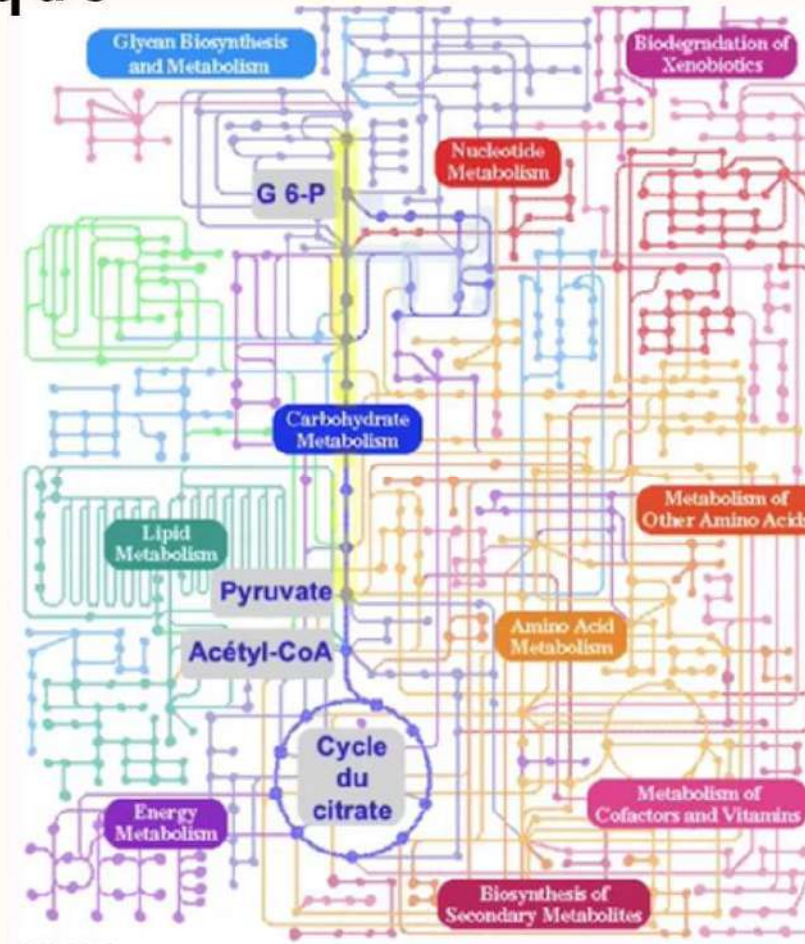 Glycan Biosynthesis
and Metabolism
Biodegradation of
Xenobiotics
Nucleotide
Metabolism
G 6-P
Carbohydrate
Metabolism
Metabolism of
Other Amino Acids
Lipid
Metabolism
Pyruvate
Amino Acid
Metabolism
Acétyl-CoA
Cycle
du
citrate
Metabolism of
Cofactors and Vitamins
Energy
Metabolism
Biosynthesis of
Secondary Metabolites